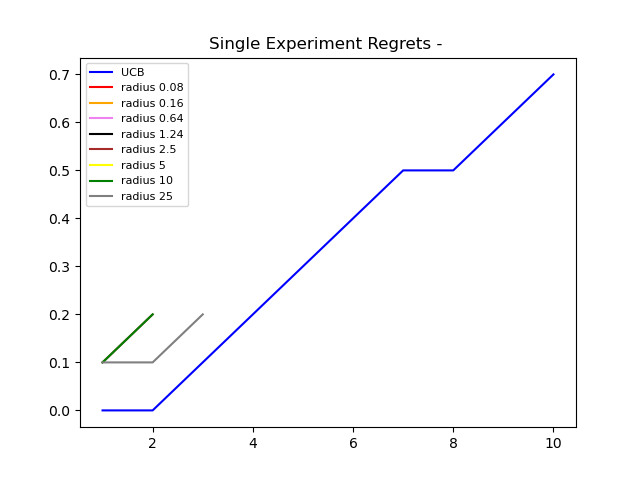 Single Experiment Regrets -
UCB
radius 0.08
radius 0.16
radius 0.64
radius 1.24
radius 2.5
radius 5
radius 10
radius 25
0.7
0.6
0.5
0.4
0.3
0.2
0.1
0.0
2 4 6 8 10